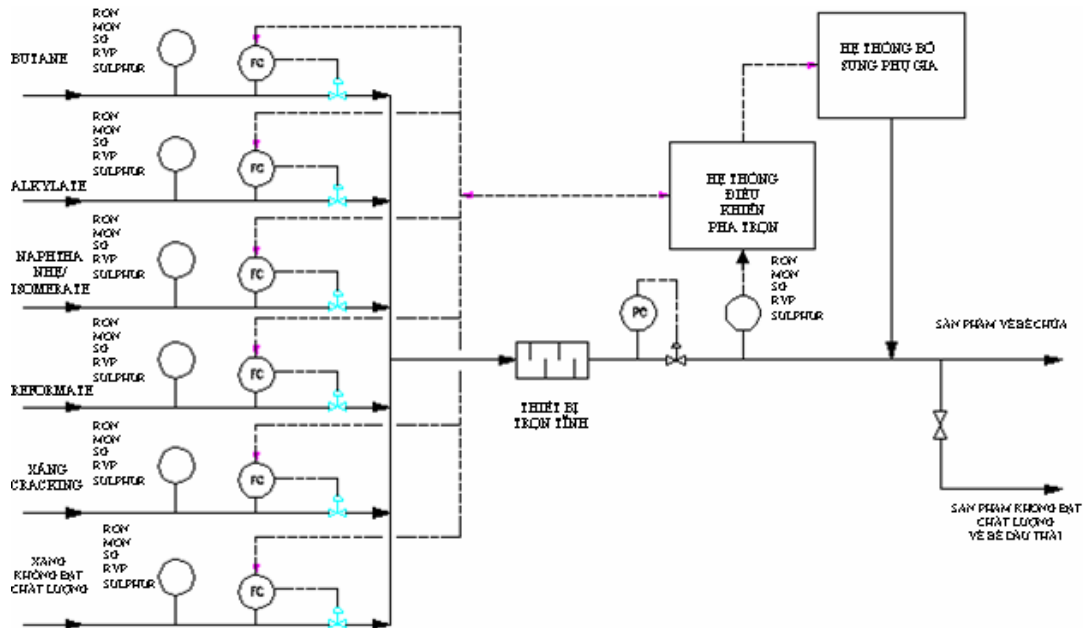 RON
MON
SG
RVP
SULPHUR
BUTANE
FC
RON
MON
SG
RVP
SULPHUR
ALKYLATE
FC
RON
MON
SG
RVP
SULPHUR
NAPHTHA
NHẸ/
ISOMERATE
FC
RON
MON
SG
RVP
SULPHUR
REFORMATE
FC
RON
MON
SG
RVP
SULPHUR
XĂNG
CRACKING
FC
RON
MON
SG
RVP
SULPHUR
XĂNG
KHÔNG ĐẠT
CHẤT LƯỢNG
FC
THIẾT BỊ
TRỘN TĨNH
PC
HỆ THỐNG
ĐIỀU
KHIỂN
PHA TRỘN
HỆ THỐNG BỔ
SUNG PHỤ GIA
RON
MON
SG
RVP
SULPHUR
SẢN PHẨM VỀ BỂ CHỨA
SẢN PHẨM KHÔNG ĐẠT
CHẤT LƯỢNG
VỀ BỂ DẦU THẢI